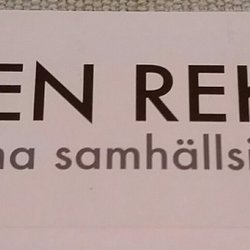 EN REK
na samhällsi